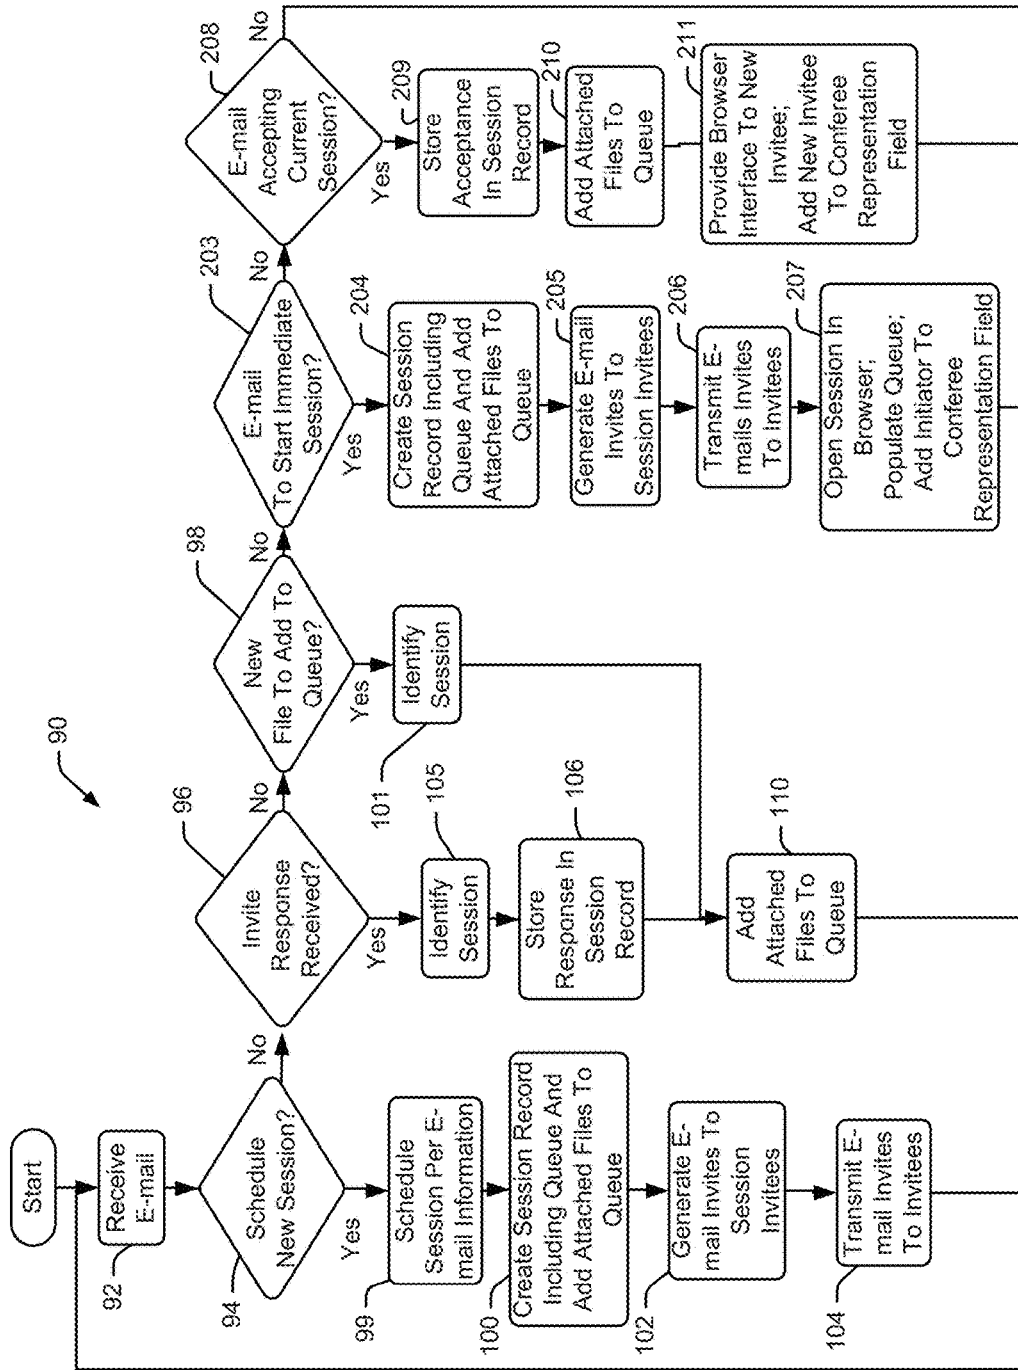 90
Start
Receive
E-mail
92
Schedule
New Session?
94
No
Yes
Schedule
Session Per E-
mail Information
99
Create Session Record
Including Queue And
Add Attached Files To
Queue
100
Generate E-
mail Invites To
Session
Invitees
102
Transmit E-
mail Invites
To Invitees
104
Invite
Response
Received?
96
No
Yes
Identify
Session
105
Store
Response In
Session
Record
106
Add
Attached
Files To
Queue
110
New
File To Add To
Queue?
98
No
Yes
Identify
Session
101
E-mail
To Start Immediate
Session?
203
No
Yes
Create Session
Record Including
Queue And Add
Attached Files To
Queue
204
Generate E-mail
Invites To
Session Invitees
205
Transmit E-
mails Invites
To Invitees
206
Open Session In
Browser;
Populate Queue;
Add Initiator To
Conferee
Representation Field
207
E-mail
Accepting
Current
Session?
208
No
Yes
Store
Acceptance
In Session
Record
209
Add Attached
Files To
Queue
210
Provide Browser
Interface To New
Invitee;
Add New Invitee
To Conferee
Representation
Field
211